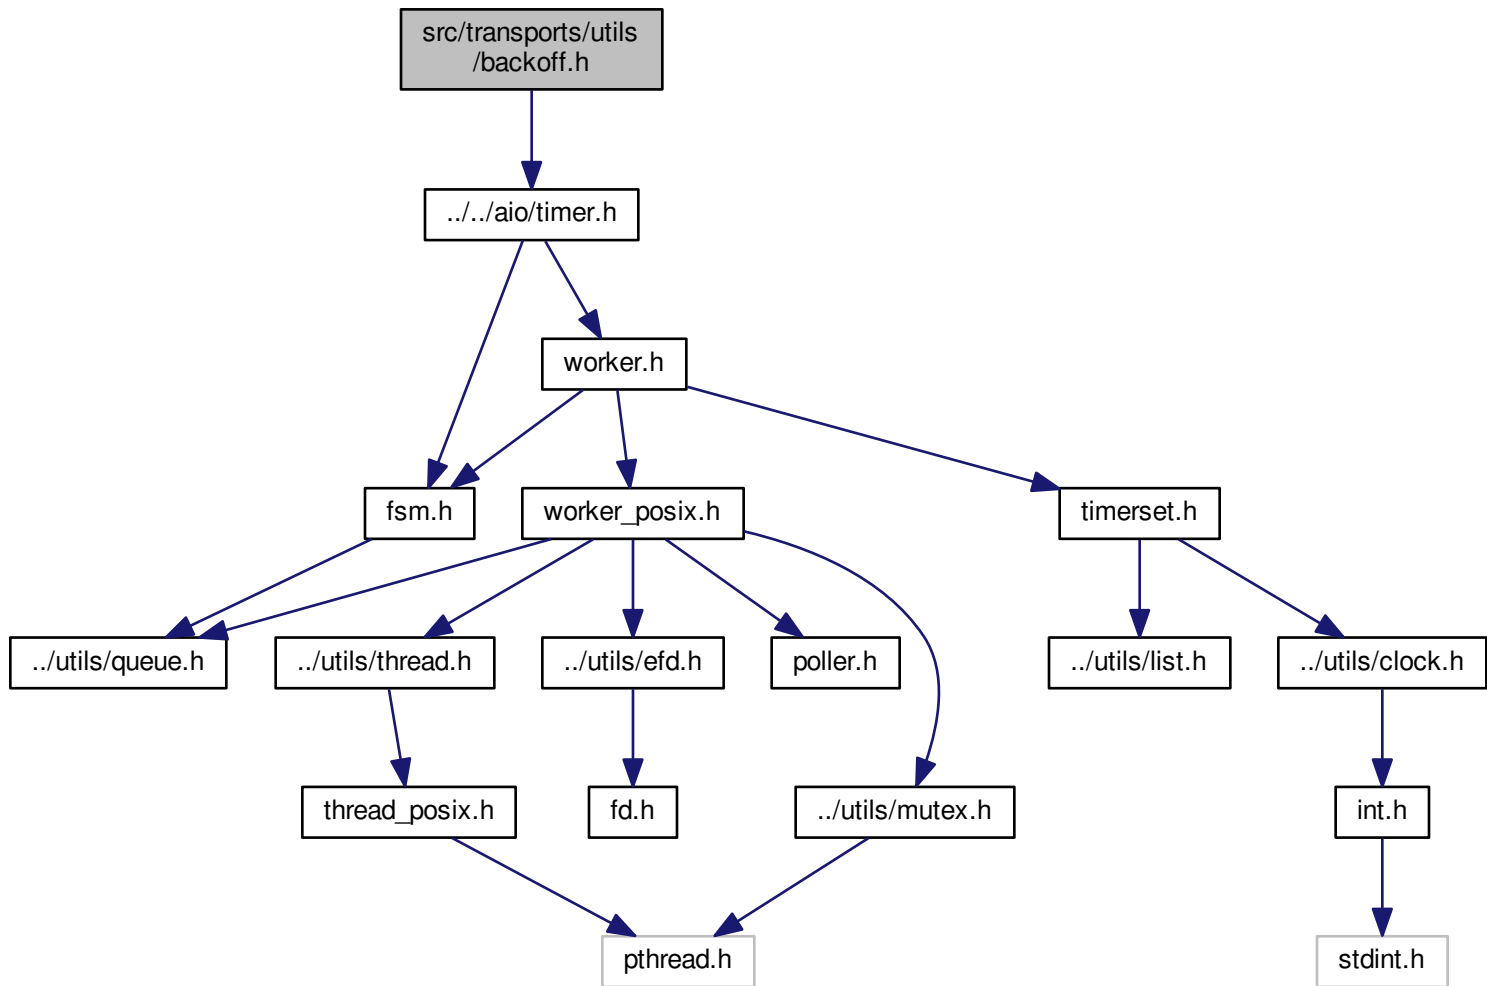 src/transports/utils
/backoff.h
../../aio/timer.h
worker.h
fsm.h
worker_posix.h
timerset.h
../utils/queue.h
../utils/thread.h
../utils/efd.h
poller.h
../utils/list.h
../utils/clock.h
thread_posix.h
fd.h
../utils/mutex.h
int.h
pthread.h
stdint.h